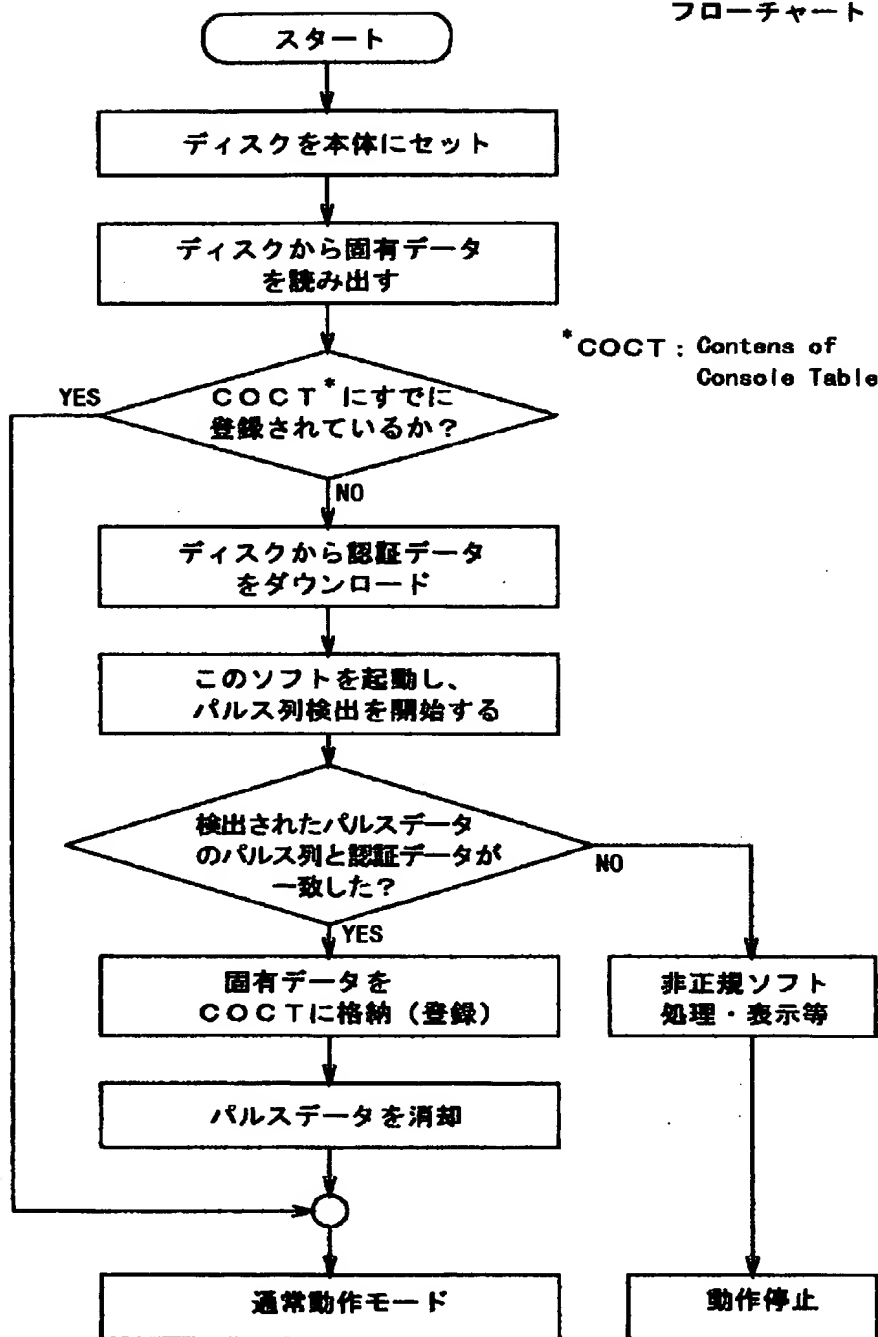 フローチャート
スタート
ディスクを本体にセット
ディスクから固有データ
を読み出す
*COCT: Contens of
Console Table
YES
COCT*にすでに
登録されているか？
NO
ディスクから認証データ
をダウンロード
このソフトを起動し、
パルス列検出を開始する
検出されたパルスデータ
のパルス列と認証データが
一致した？
NO
YES
固有データを
COCTに格納（登録）
非正規ソフト
処理・表示等
パルスデータを消却
通常動作モード
動作停止